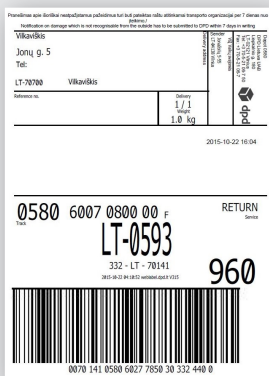 Pranešimas apie išoriškai neatpažįstamus pažeidimus turi būti pateiktas raštu atitinkamai transporto organizacijai per 7 dienas nuo
Notification on damage which is not recognisable from the outside has to be submitted to DPD within 7 days in writing
Vilkaviškis
Jonų g. 5
Tel:
LT-70700 Vilkaviškis
Delivery address
Sender
dpd
Reference no.
Delivery
1 / 1
Weight
1.0 kg
2015-10-22 16:04
0580 6007 0800 00 F
Track
RETURN
Service
LT-0593
332 - LT - 70141
960
0070 141 0580 6027 7850 30 332 440 0